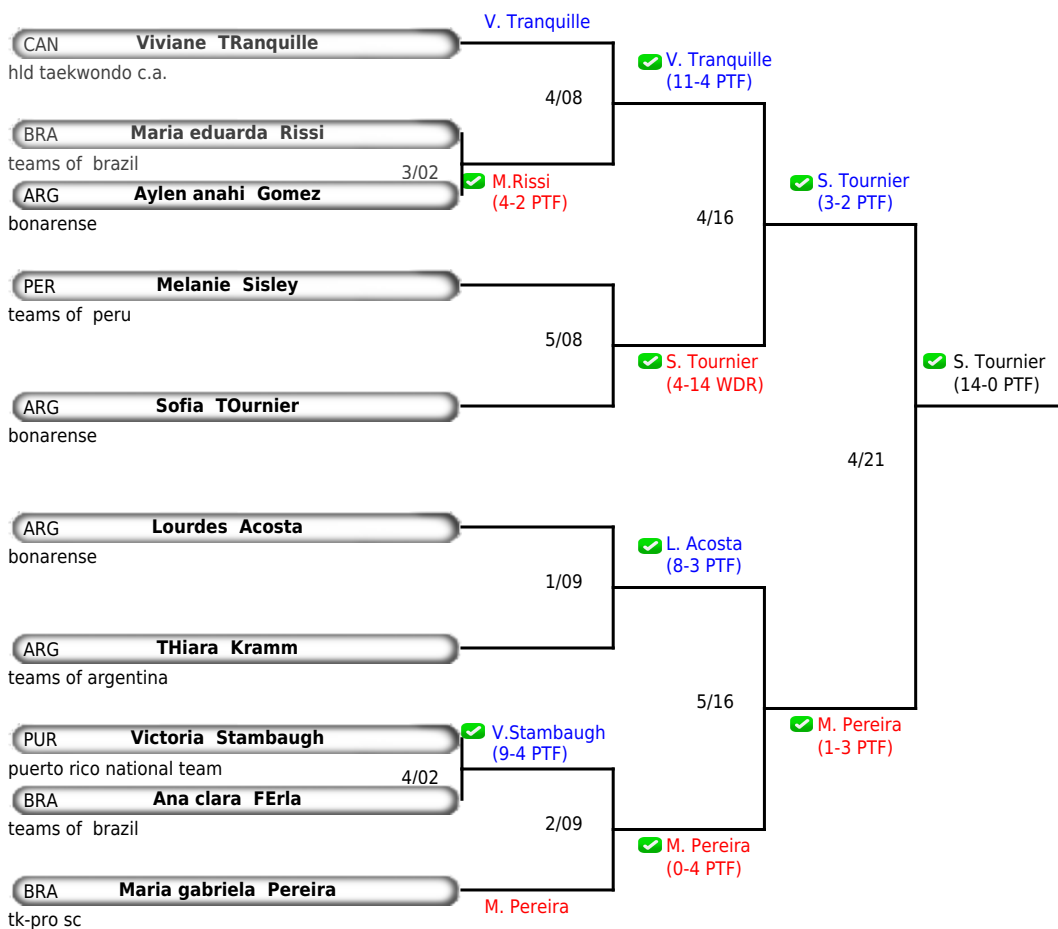 V. Tranquille
CAN Viviane TRanquille
hld taekwondo c.a.
V. Tranquille
(11-4 PTF)
4/08
BRA Maria eduarda Rissi
teams of brazil
3/02
M.Rissi
(4-2 PTF)
ARG Aylen anahi Gomez
bonarense
S. Tournier
(3-2 PTF)
4/16
PER Melanie Sisley
teams of peru
5/08
S. Tournier
(4-14 WDR)
S. Tournier
(14-0 PTF)
ARG Sofia TOurnier
bonarense
4/21
ARG Lourdes Acosta
bonarense
L. Acosta
(8-3 PTF)
1/09
ARG THiara Kramm
teams of argentina
5/16
PUR Victoria Stambaugh
puerto rico national team
V.Stambaugh
(9-4 PTF)
M. Pereira
(1-3 PTF)
4/02
BRA Ana clara FErla
teams of brazil
2/09
M. Pereira
(0-4 PTF)
BRA Maria gabriela Pereira
tk-pro sc
M. Pereira